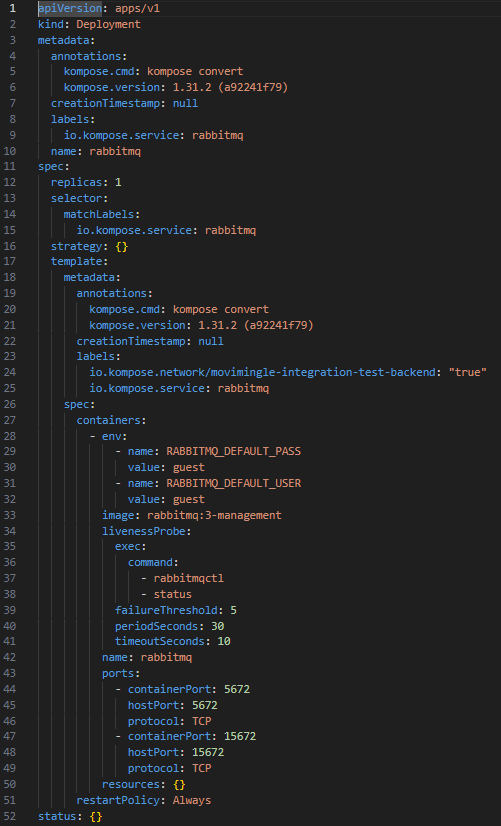 1 apiVersion: apps/v1
2 kind: Deployment
3 metadata:
4   annotations:
5     kompose.cmd: kompose convert
6     kompose.version: 1.31.2 (a92241f79)
7   creationTimestamp: null
8   labels:
9     io.kompose.service: rabbitmq
10   name: rabbitmq
11 spec:
12   replicas: 1
13   selector:
14     matchLabels:
15       io.kompose.service: rabbitmq
16   strategy: {}
17   template:
18     metadata:
19       annotations:
20         kompose.cmd: kompose convert
21         kompose.version: 1.31.2 (a92241f79)
22       creationTimestamp: null
23       labels:
24         io.kompose.network/movimingle-integration-test-backend: "true"
25         io.kompose.service: rabbitmq
26     spec:
27       containers:
28         - env:
29             - name: RABBITMQ_DEFAULT_PASS
30               value: guest
31             - name: RABBITMQ_DEFAULT_USER
32               value: guest
33           image: rabbitmq:3-management
34           livenessProbe:
35             exec:
36               command:
37                 - rabbitmqctl
38                 - status
39             failureThreshold: 5
40             periodSeconds: 30
41             timeoutSeconds: 10
42           name: rabbitmq
43           ports:
44             - containerPort: 5672
45               hostPort: 5672
46               protocol: TCP
47             - containerPort: 15672
48               hostPort: 15672
49               protocol: TCP
50           resources: {}
51       restartPolicy: Always
52 status: {}